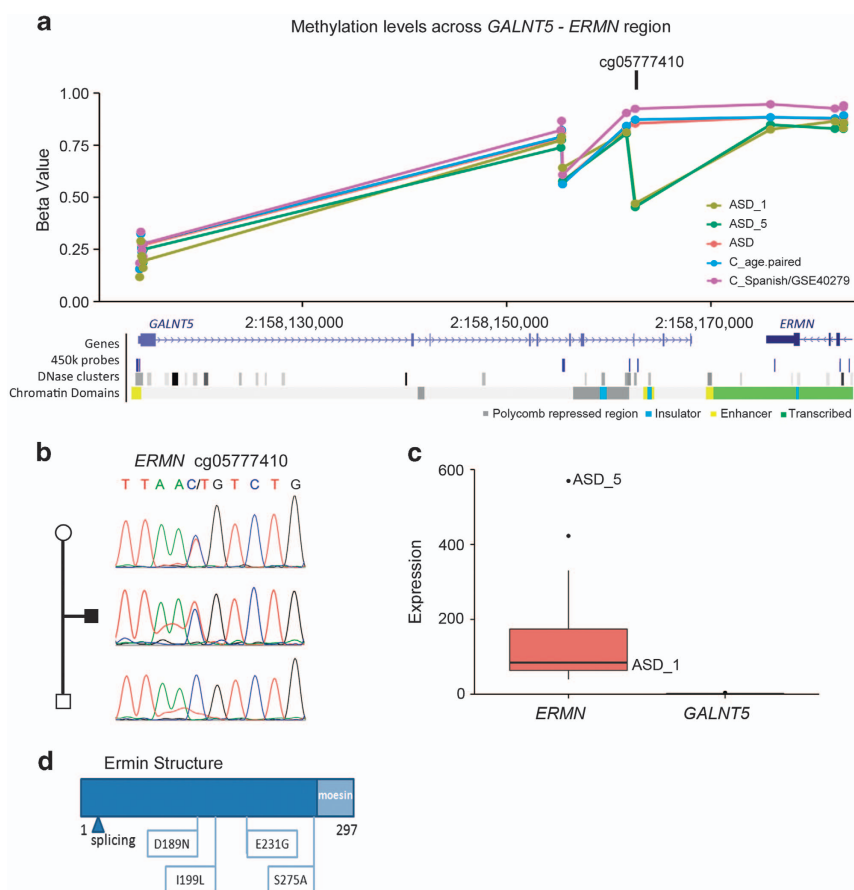 a
Methylation levels across GALNT5 - ERMN region
cg05777410
1.00
0.75
0.50
0.25
0.00
Beta Value
ASD_1
ASD_5
ASD
C_age.paired
C_Spanish/GSE40279
GALNT5
2:158,130,000
2:158,150,000
2:158,170,000
ERMN
Genes
450k probes
DNase clusters
Chromatin Domains
Polycomb repressed region
Insulator
Enhancer
Transcribed
b
ERMN cg05777410
T T A A C/T G T C T G
c
600
400
200
0
Expression
ASD_5
ASD_1
ERMN
GALNT5
d
Ermin Structure
moesin
1
splicing
297
D189N
E231G
I199L
S275A